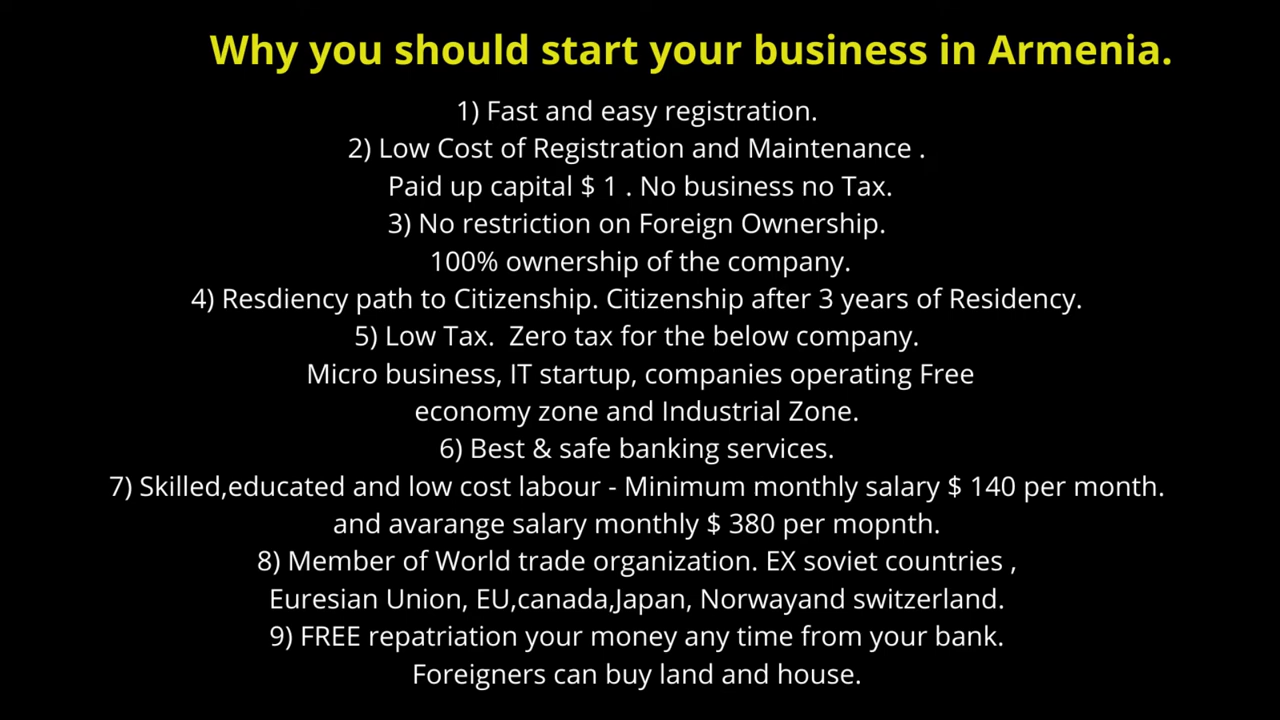 Why you should start your business in Armenia.
1) Fast and easy registration.
2) Low Cost of Registration and Maintenance .
Paid up capital $ 1 . No business no Tax.
3) No restriction on Foreign Ownership.
100% ownership of the company.
4) Resdiency path to Citizenship. Citizenship after 3 years of Residency.
5) Low Tax.  Zero tax for the below company.
Micro business, IT startup, companies operating Free
economy zone and Industrial Zone.
6) Best & safe banking services.
7) Skilled,educated and low cost labour - Minimum monthly salary $ 140 per month.
and avarange salary monthly $ 380 per mopnth.
8) Member of World trade organization. EX soviet countries ,
Euresian Union, EU,canada,Japan, Norwayand switzerland.
9) FREE repatriation your money any time from your bank.
Foreigners can buy land and house.